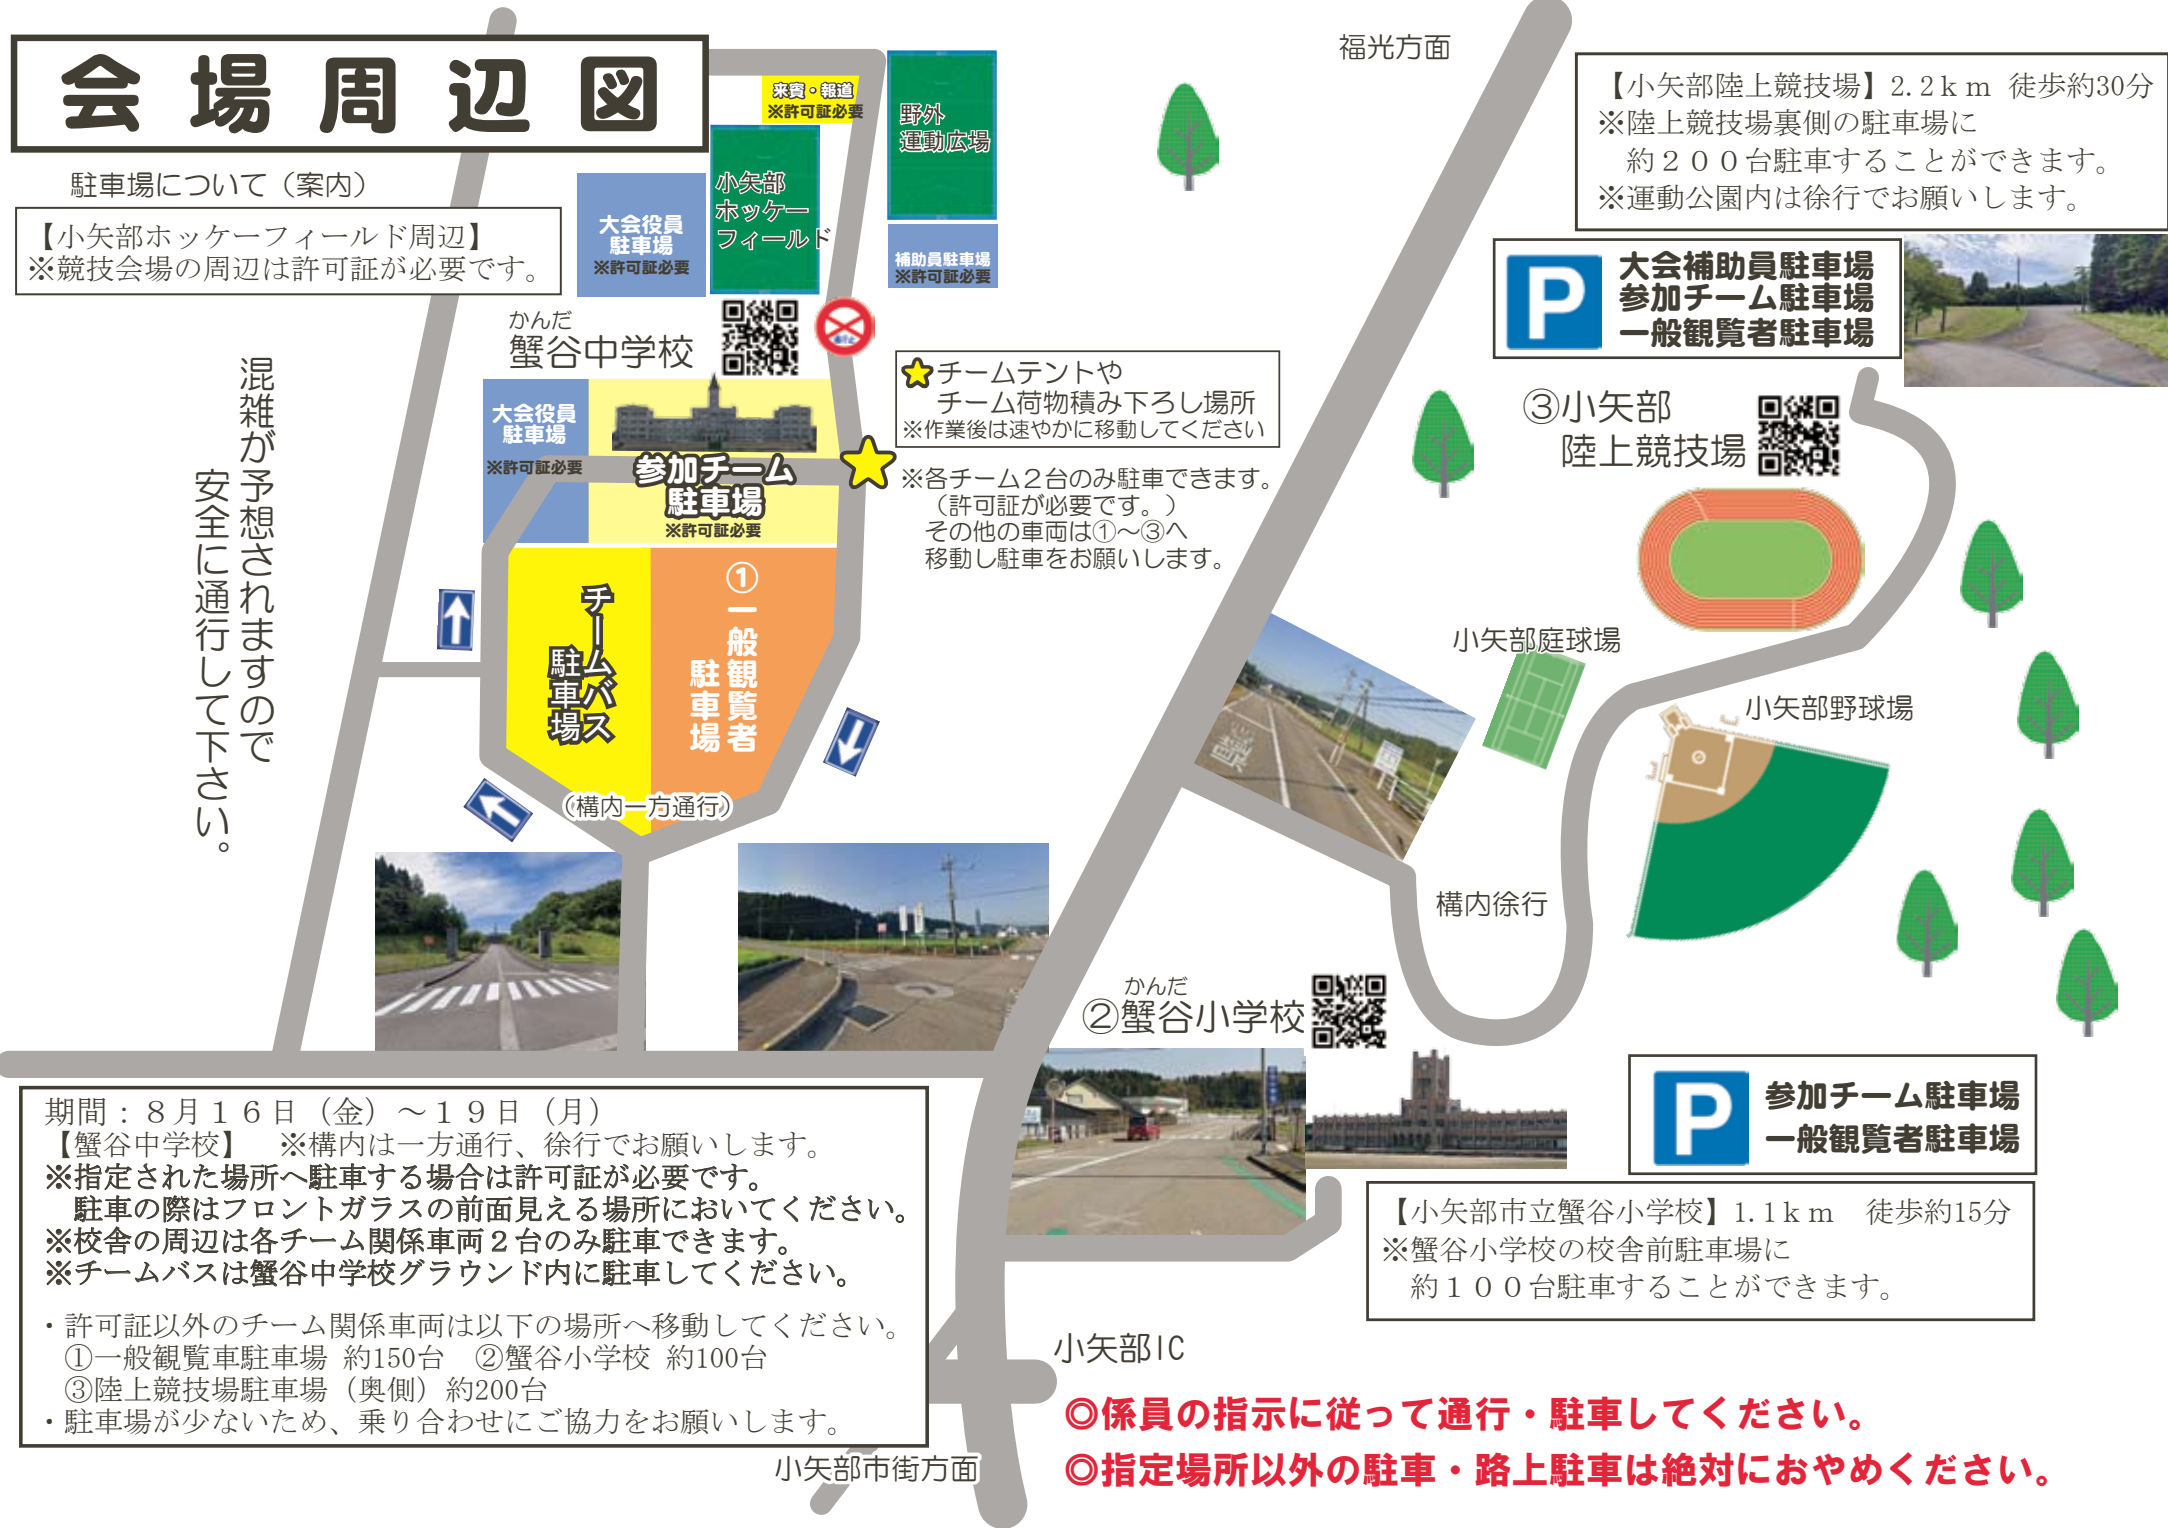 会場周辺図
駐車場について（案内）
【小矢部ホッケーフィールド周辺】
※競技会場の周辺は許可証が必要です。
来賓・報道
※許可証必要
野外
運動広場
小矢部
ホッケー
フィールド
大会役員
駐車場
※許可証必要
補助員駐車場
※許可証必要
かんだ
蟹谷中学校
大会役員
駐車場
※許可証必要
参加チーム
駐車場
※許可証必要
チームテントや
チーム荷物積み下ろし場所
※作業後は速やかに移動してください
※各チーム２台のみ駐車できます。
（許可証が必要です。）
その他の車両は①～③へ
移動し駐車をお願いします。
混雑が予想されますので
安全に通行して下さい。
チームバス
駐車場
①一般観覧者
駐車場
（構内一方通行）
福光方面
【小矢部陸上競技場】2.2ｋｍ 徒歩約30分
※陸上競技場裏側の駐車場に
約２００台駐車することができます。
※運動公園内は徐行でお願いします。
P
大会補助員駐車場
参加チーム駐車場
一般観覧者駐車場
③小矢部
陸上競技場
小矢部庭球場
小矢部野球場
構内徐行
かんだ
②蟹谷小学校
P
参加チーム駐車場
一般観覧者駐車場
【小矢部市立蟹谷小学校】1.1ｋｍ　徒歩約15分
※蟹谷小学校の校舎前駐車場に
約１００台駐車することができます。
期間：８月１６日（金）～１９日（月）
【蟹谷中学校】　※構内は一方通行、徐行でお願いします。
※指定された場所へ駐車する場合は許可証が必要です。
駐車の際はフロントガラスの前面見える場所においてください。
※校舎の周辺は各チーム関係車両２台のみ駐車できます。
※チームバスは蟹谷中学校グラウンド内に駐車してください。
・許可証以外のチーム関係車両は以下の場所へ移動してください。
①一般観覧車駐車場 約150台　②蟹谷小学校 約100台
③陸上競技場駐車場（奥側）約200台
・駐車場が少ないため、乗り合わせにご協力をお願いします。
小矢部IC
小矢部市街方面
◎係員の指示に従って通行・駐車してください。
◎指定場所以外の駐車・路上駐車は絶対におやめください。